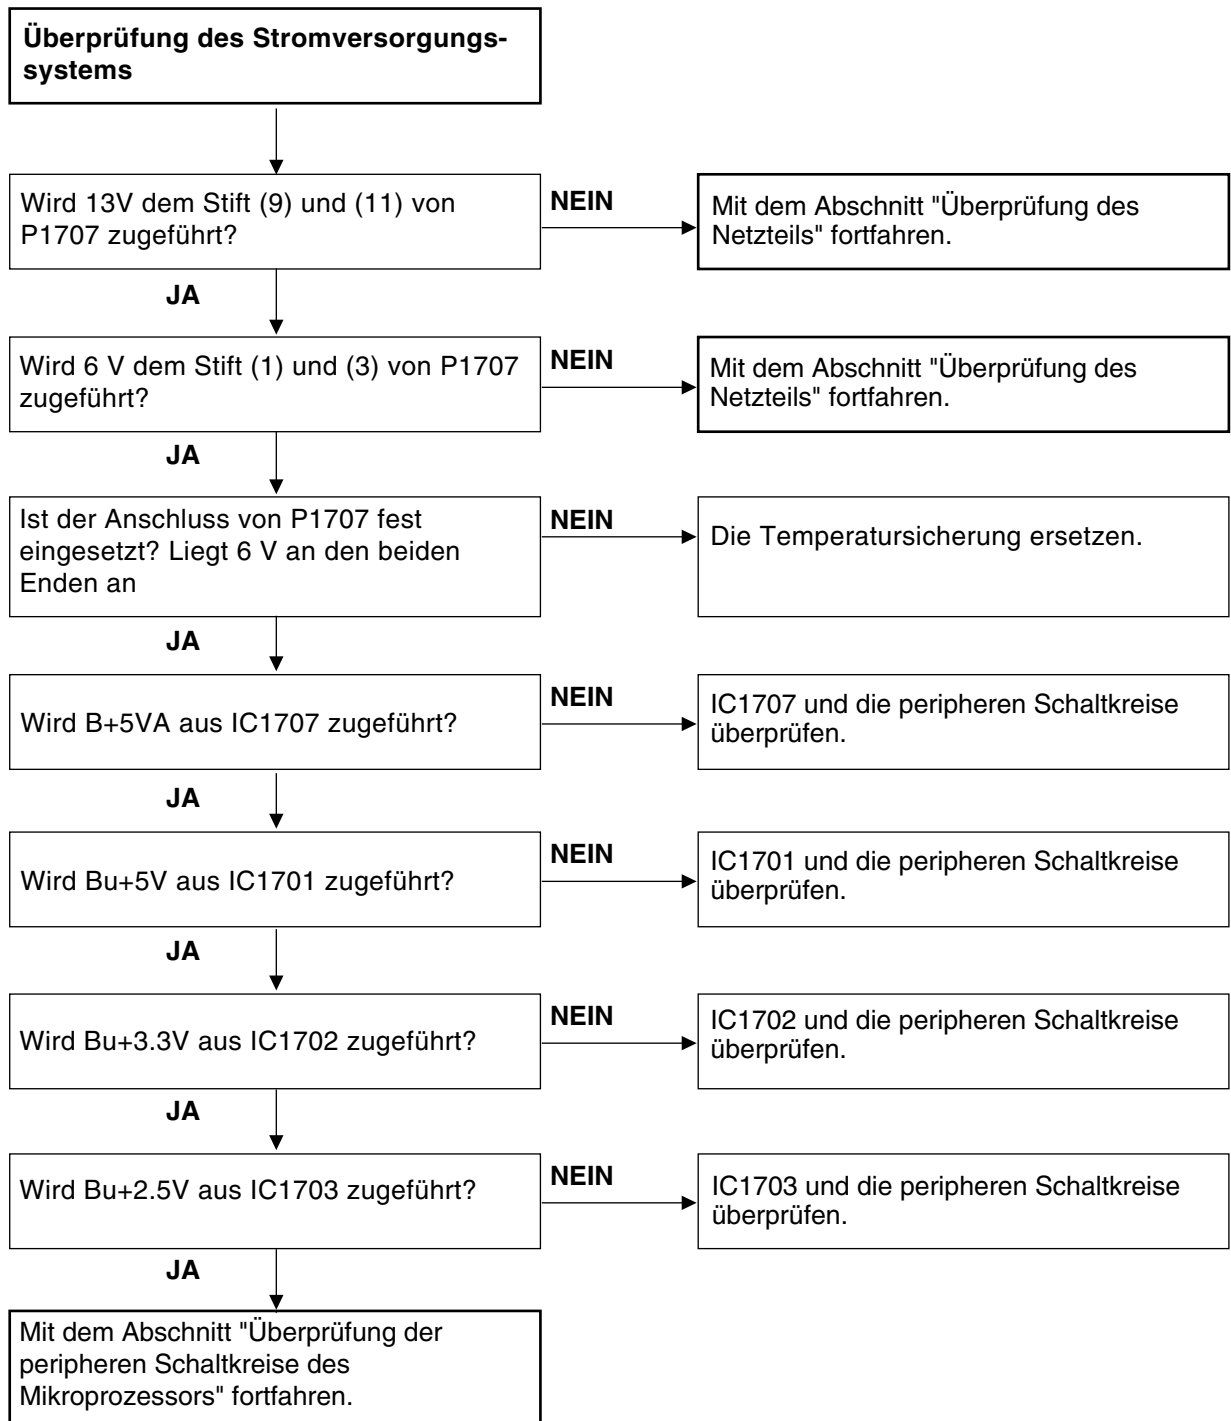 Überprüfung des Stromversorgungs-
systems
Wird 13V dem Stift (9) und (11) von
P1707 zugeführt?
NEIN
Mit dem Abschnitt "Überprüfung des
Netzteils" fortfahren.
JA
Wird 6 V dem Stift (1) und (3) von P1707
zugeführt?
NEIN
Mit dem Abschnitt "Überprüfung des
Netzteils" fortfahren.
JA
Ist der Anschluss von P1707 fest
eingesetzt? Liegt 6 V an den beiden
Enden an
NEIN
Die Temperatursicherung ersetzen.
JA
Wird B+5VA aus IC1707 zugeführt?
NEIN
IC1707 und die peripheren Schaltkreise
überprüfen.
JA
Wird Bu+5V aus IC1701 zugeführt?
NEIN
IC1701 und die peripheren Schaltkreise
überprüfen.
JA
Wird Bu+3.3V aus IC1702 zugeführt?
NEIN
IC1702 und die peripheren Schaltkreise
überprüfen.
JA
Wird Bu+2.5V aus IC1703 zugeführt?
NEIN
IC1703 und die peripheren Schaltkreise
überprüfen.
JA
Mit dem Abschnitt "Überprüfung der
peripheren Schaltkreise des
Mikroprozessors" fortfahren.